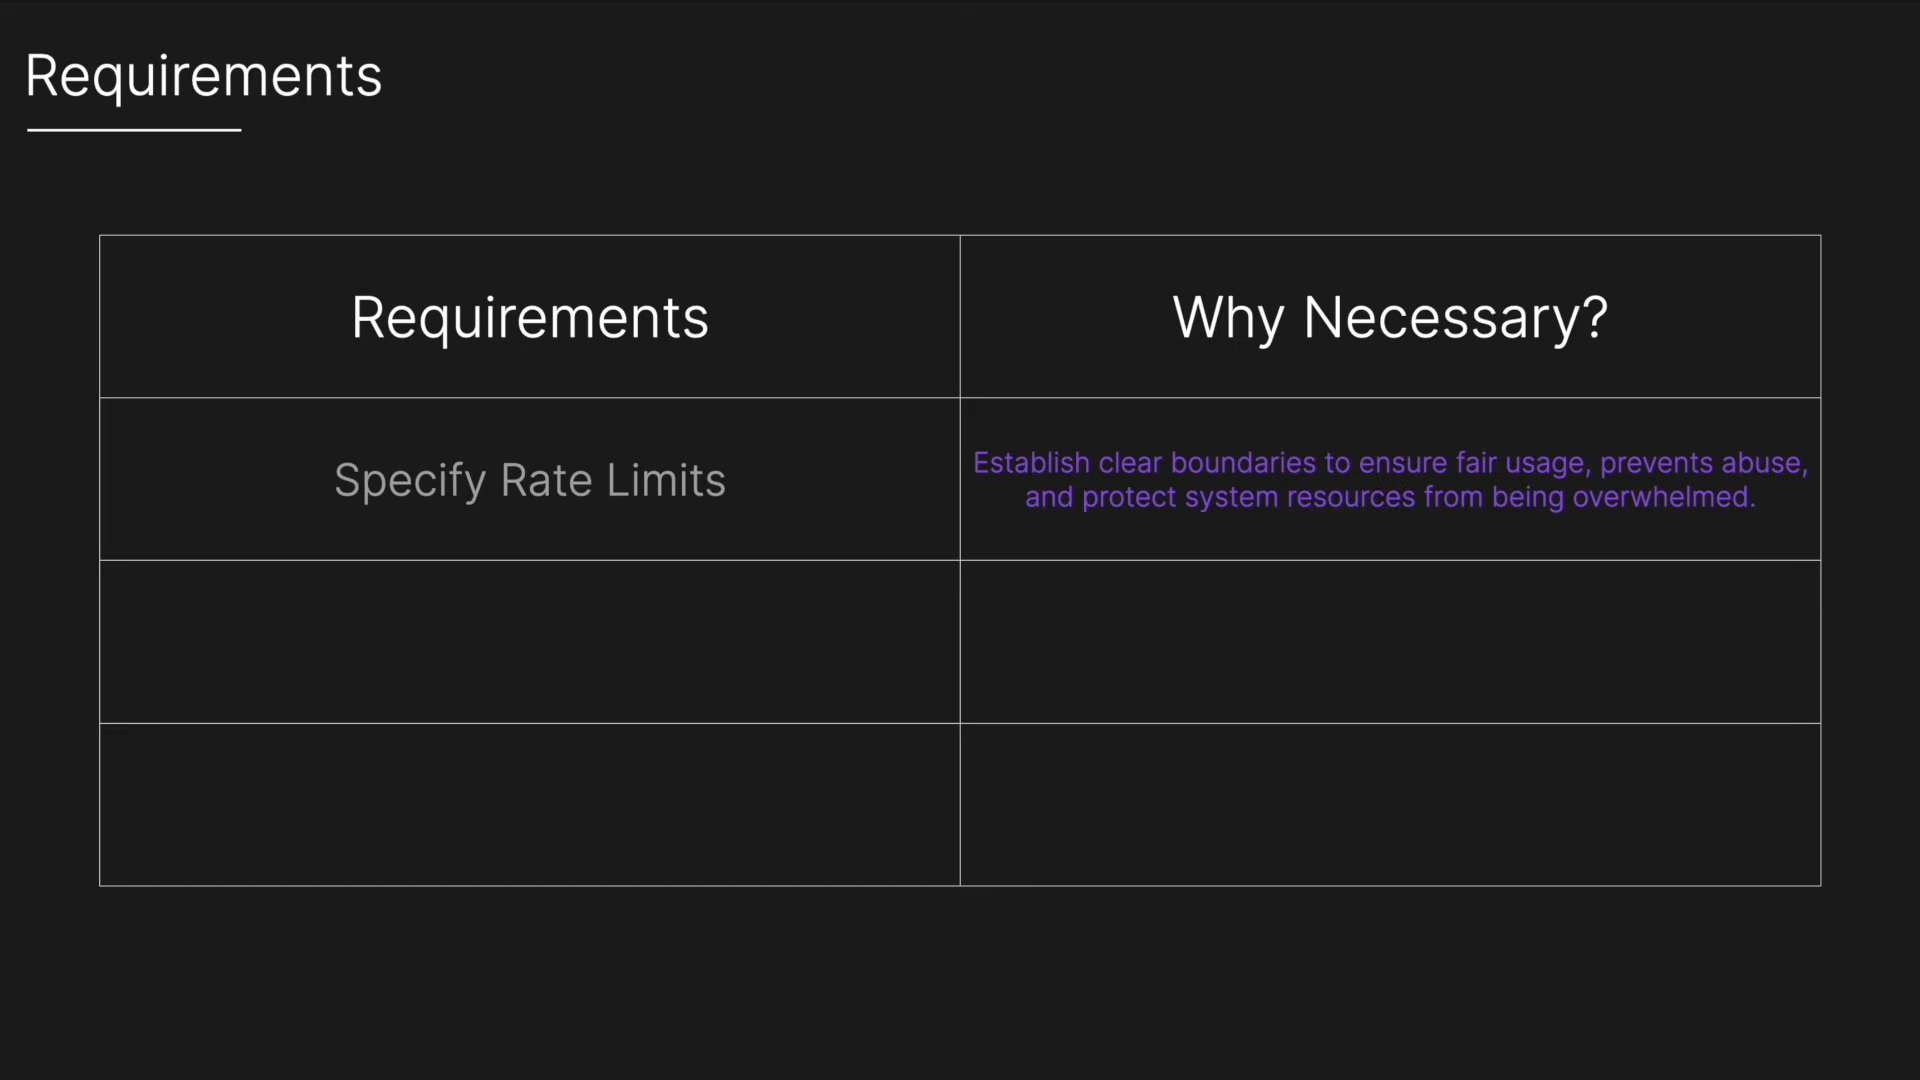 Requirements
Requirements
Why Necessary?
Specify Rate Limits
Establish clear boundaries to ensure fair usage, prevents abuse,
and protect system resources from being overwhelmed.